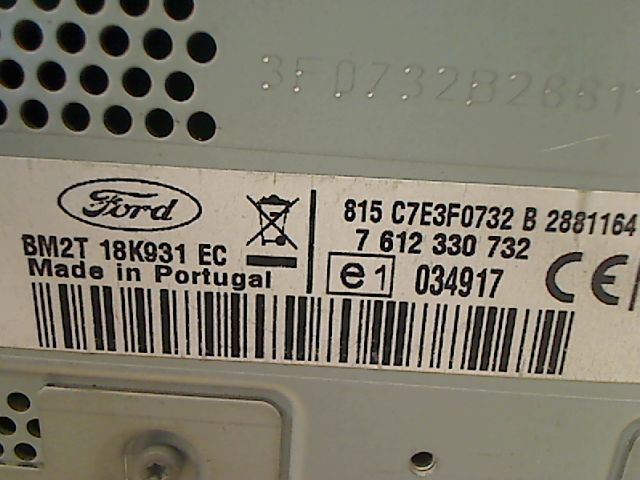 3F0732B2881
Ford
BM2T 18K931 EC
Made in Portugal
815 C7E3F0732 B 2881164
7 612 330 732
e1 034917 CE